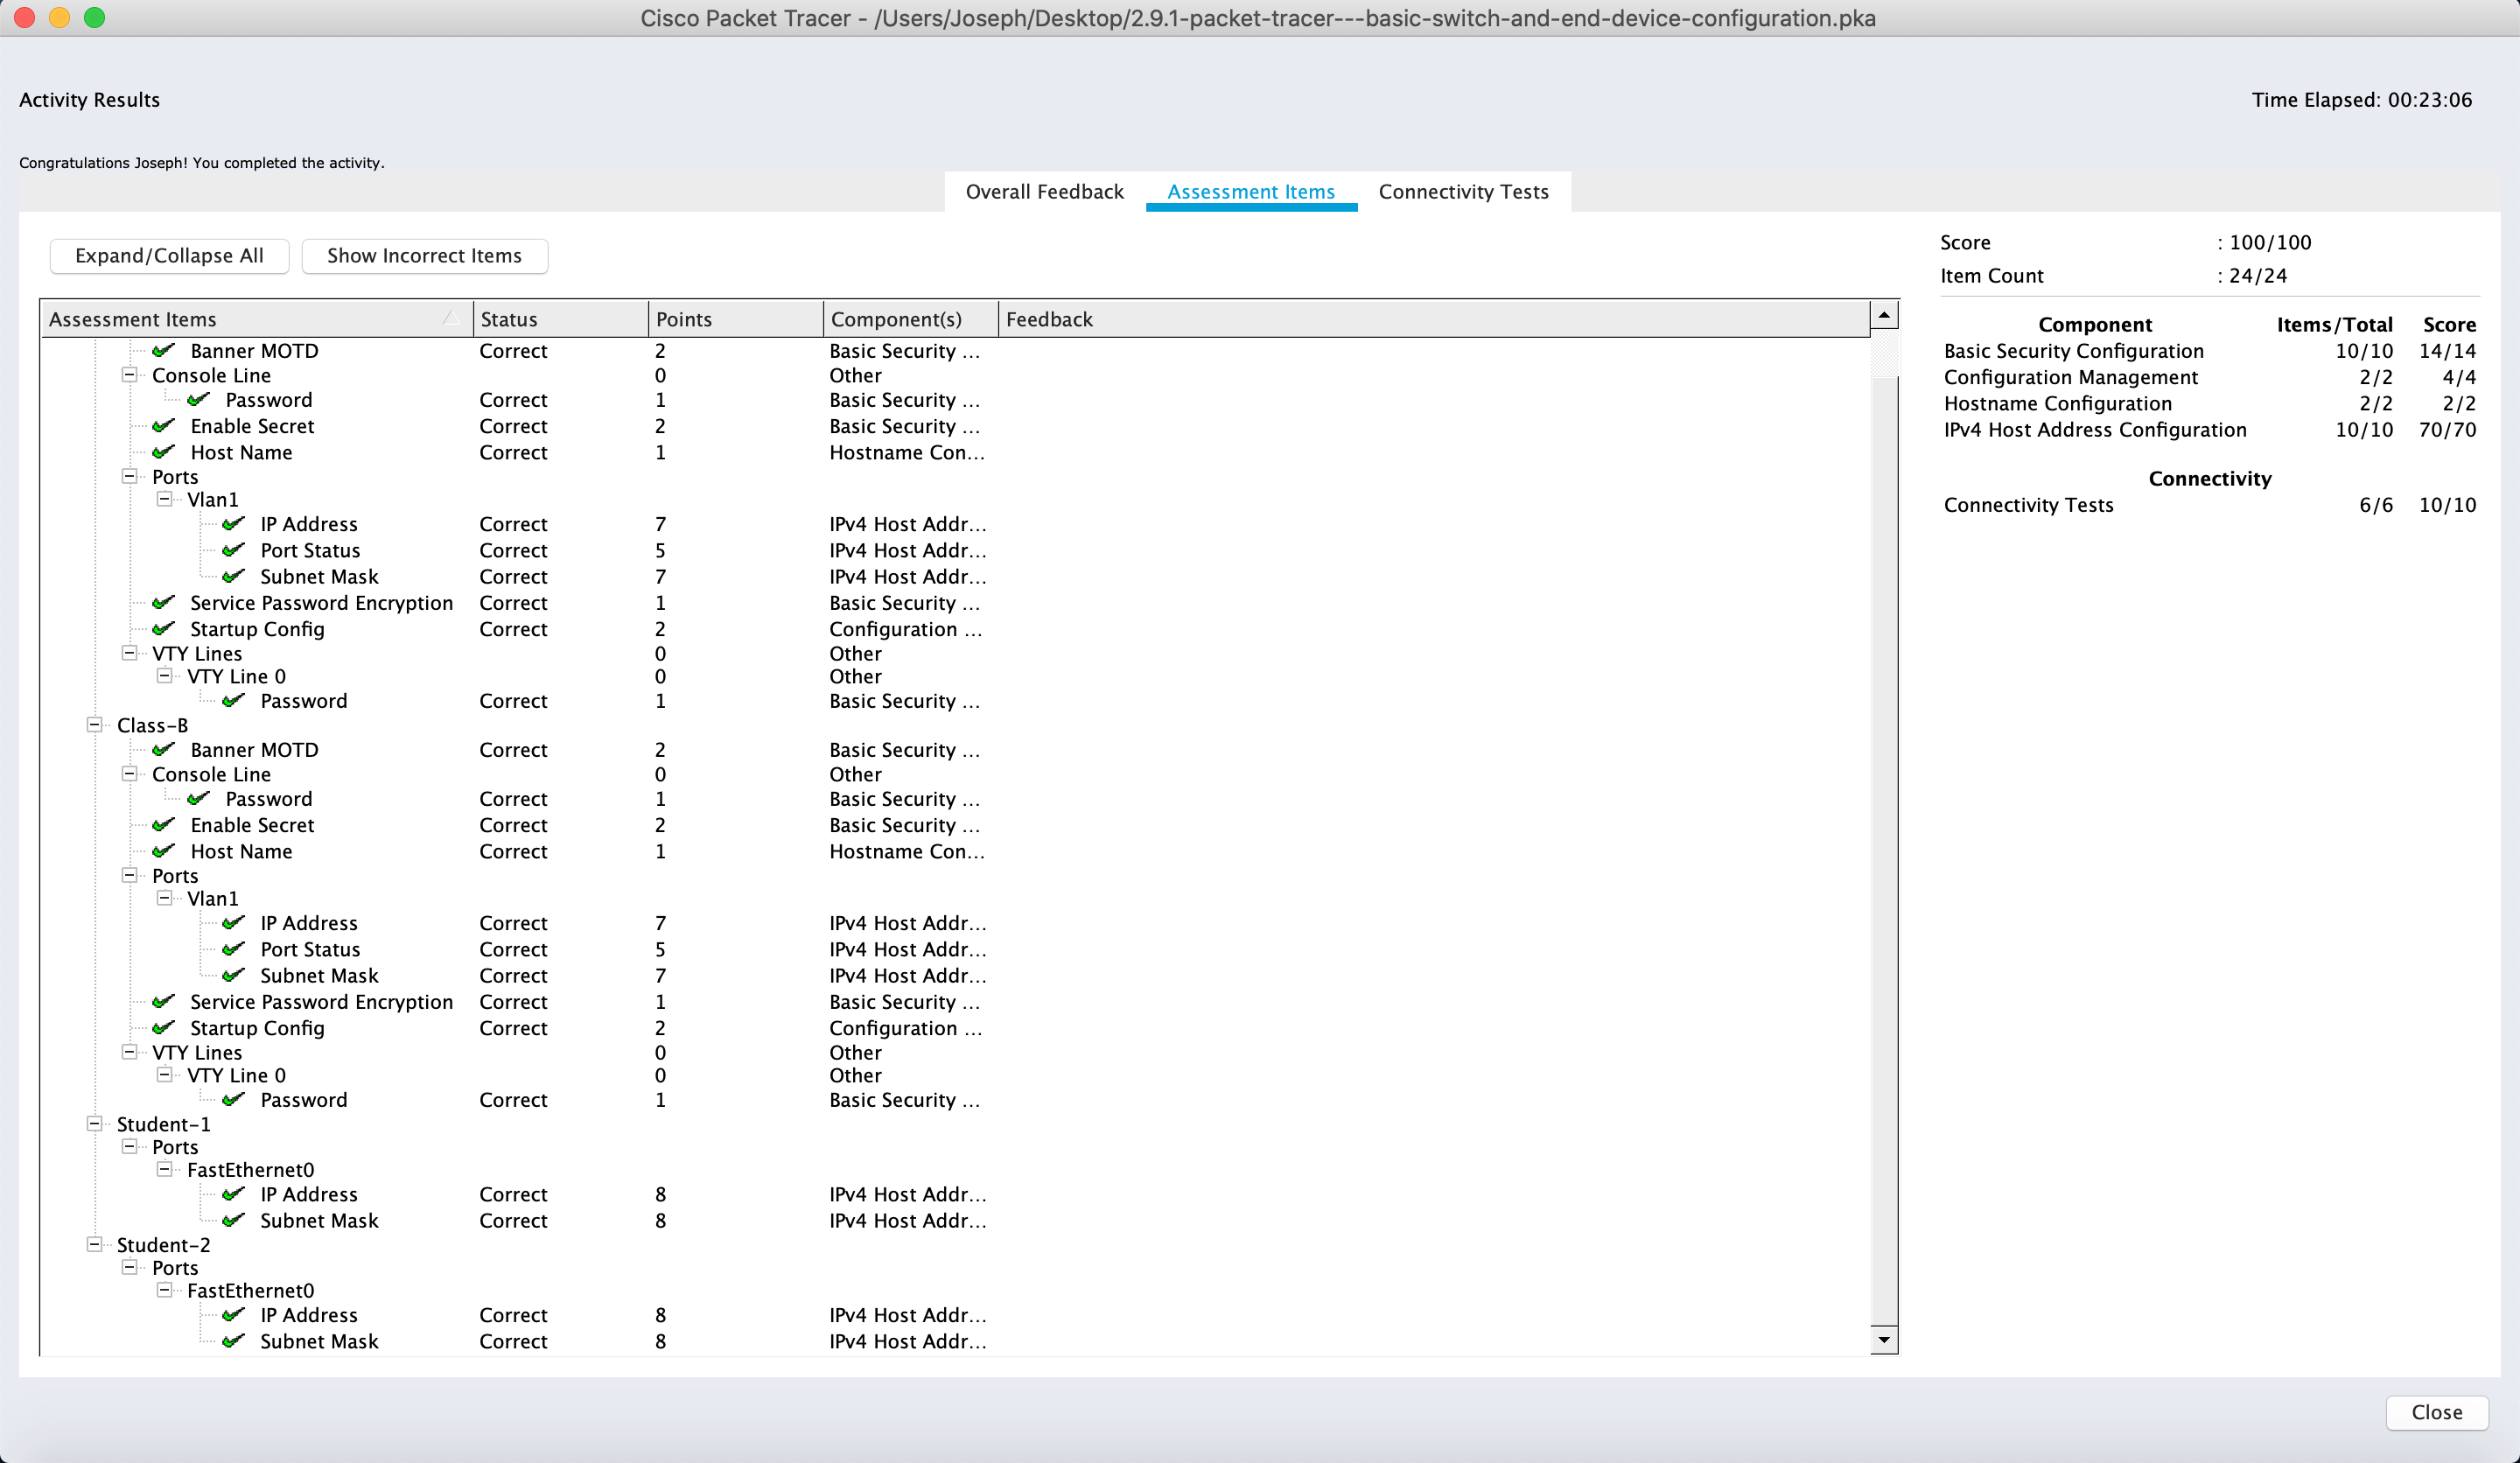 Cisco Packet Tracer - /Users/Joseph/Desktop/2.9.1-packet-tracer---basic-switch-and-end-device-configuration.pka
Activity Results
Time Elapsed: 00:23:06
Congratulations Joseph! You completed the activity.
Overall Feedback Assessment Items Connectivity Tests
Expand/Collapse All Show Incorrect Items
Assessment Items Status Points Component(s) Feedback
Banner MOTD Correct 2 Basic Security ...
Console Line 0 Other
Password Correct 1 Basic Security ...
Enable Secret Correct 2 Basic Security ...
Host Name Correct 1 Hostname Con...
Ports
Vlan1
IP Address Correct 7 IPv4 Host Addr...
Port Status Correct 5 IPv4 Host Addr...
Subnet Mask Correct 7 IPv4 Host Addr...
Service Password Encryption Correct 1 Basic Security ...
Startup Config Correct 2 Configuration ...
VTY Lines 0 Other
VTY Line 0 0 Other
Password Correct 1 Basic Security ...
Class-B
Banner MOTD Correct 2 Basic Security ...
Console Line 0 Other
Password Correct 1 Basic Security ...
Enable Secret Correct 2 Basic Security ...
Host Name Correct 1 Hostname Con...
Ports
Vlan1
IP Address Correct 7 IPv4 Host Addr...
Port Status Correct 5 IPv4 Host Addr...
Subnet Mask Correct 7 IPv4 Host Addr...
Service Password Encryption Correct 1 Basic Security ...
Startup Config Correct 2 Configuration ...
VTY Lines 0 Other
VTY Line 0 0 Other
Password Correct 1 Basic Security ...
Student-1
Ports
FastEthernet0
IP Address Correct 8 IPv4 Host Addr...
Subnet Mask Correct 8 IPv4 Host Addr...
Student-2
Ports
FastEthernet0
IP Address Correct 8 IPv4 Host Addr...
Subnet Mask Correct 8 IPv4 Host Addr...
Score : 100/100
Item Count : 24/24
Component Items/Total Score
Basic Security Configuration 10/10 14/14
Configuration Management 2/2 4/4
Hostname Configuration 2/2 2/2
IPv4 Host Address Configuration 10/10 70/70
Connectivity
Connectivity Tests 6/6 10/10
Close